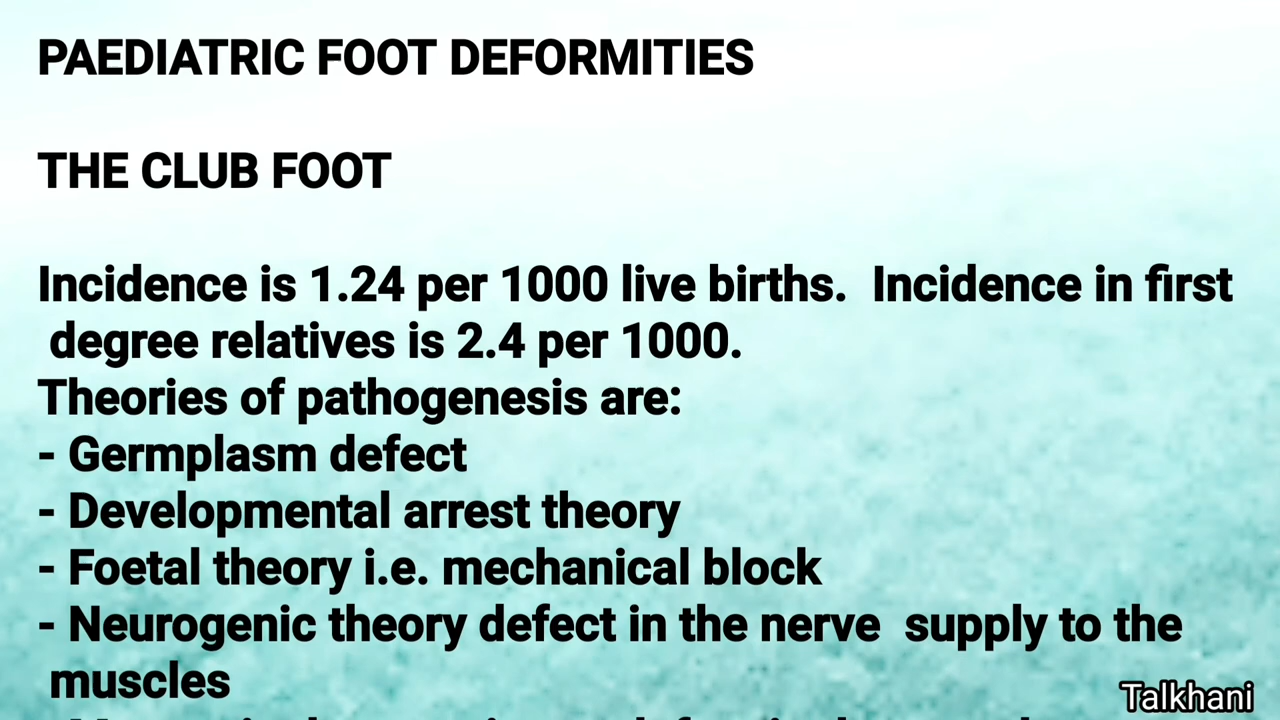 PAEDIATRIC FOOT DEFORMITIES
THE CLUB FOOT
Incidence is 1.24 per 1000 live births.  Incidence in first
degree relatives is 2.4 per 1000.
Theories of pathogenesis are:
- Germplasm defect
- Developmental arrest theory
- Foetal theory i.e. mechanical block
- Neurogenic theory defect in the nerve  supply to the
muscles
Talkhani